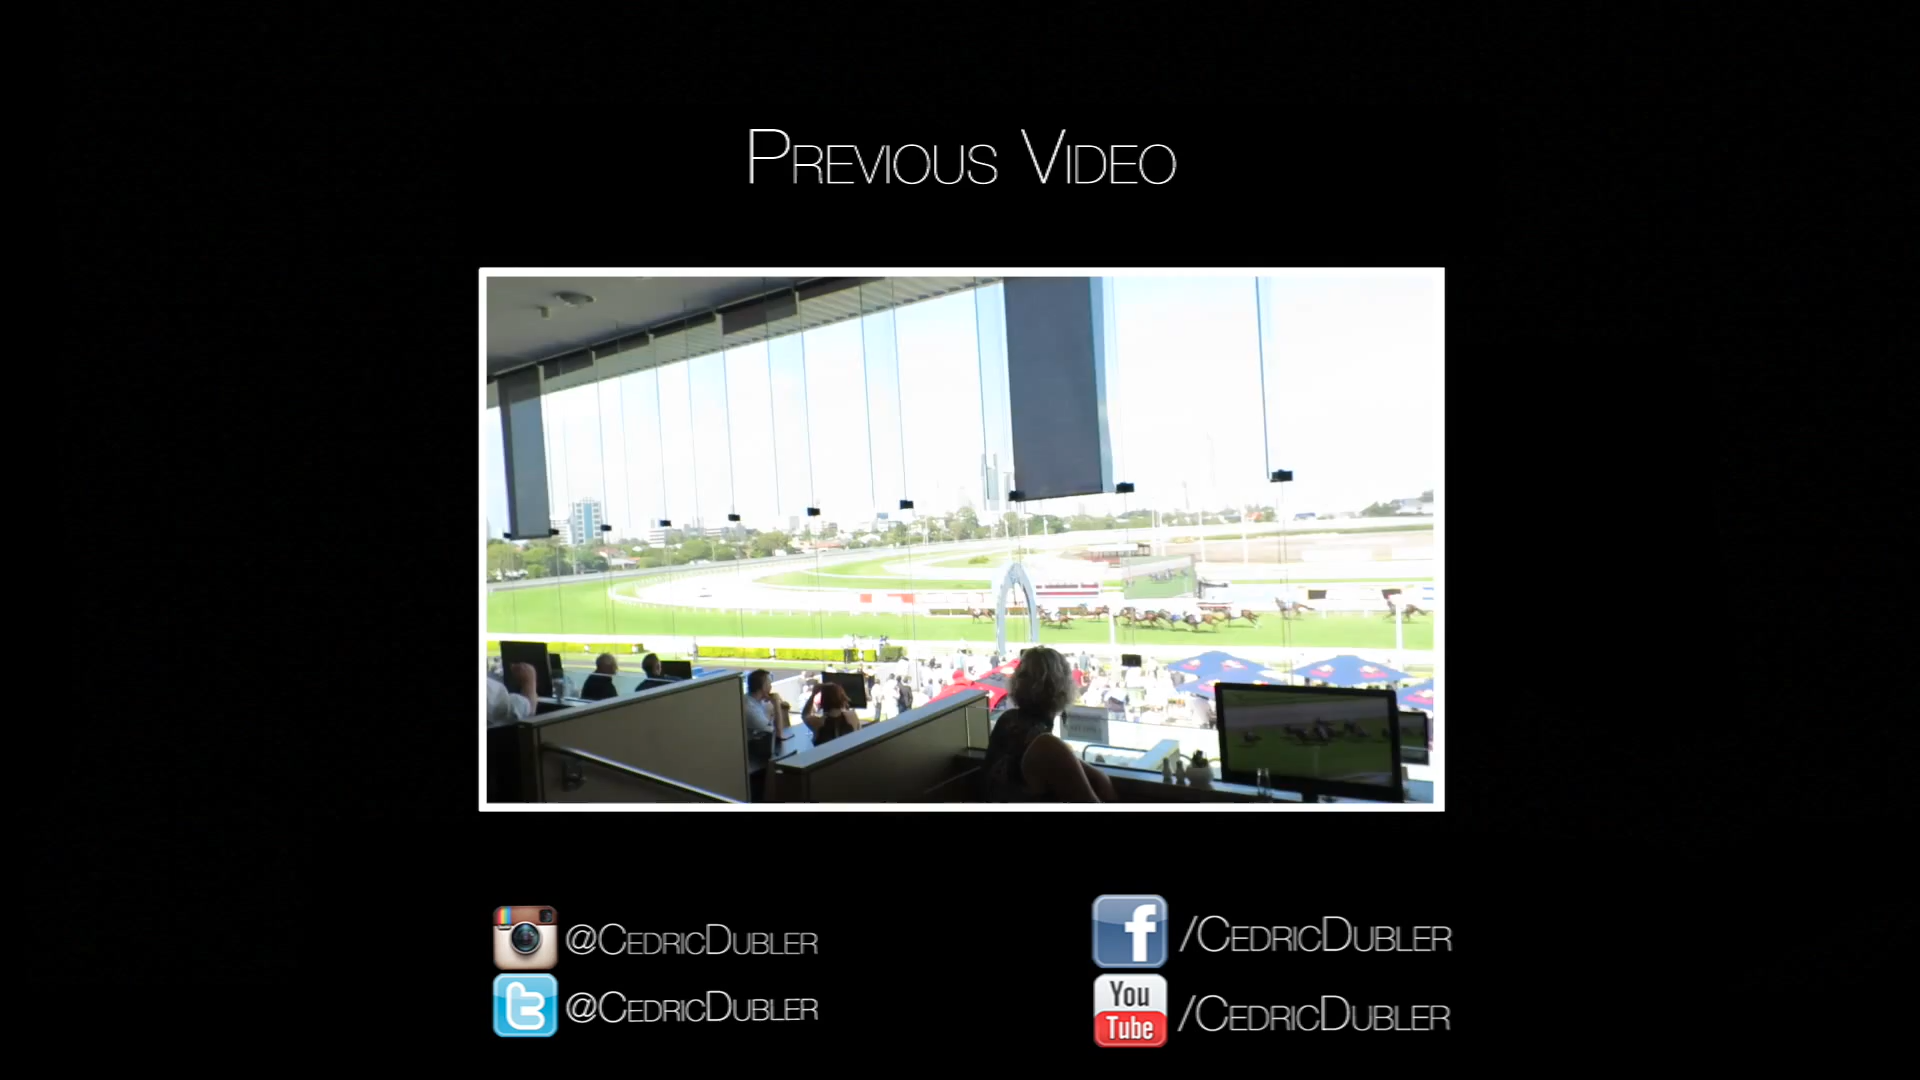 Previous Video
@CedricDubler
/CedricDubler
@CedricDubler
You
Tube
/CedricDubler